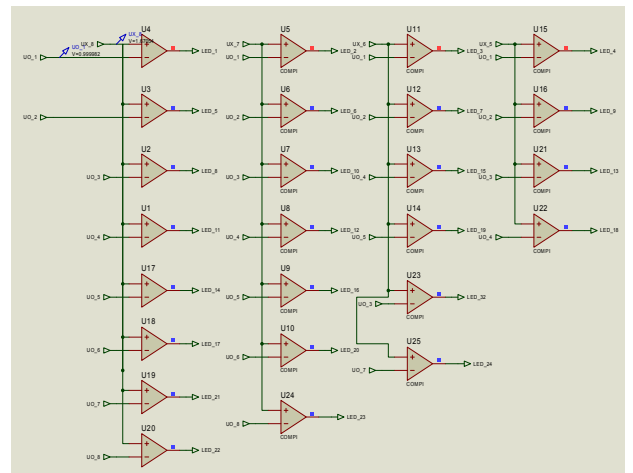 U4 U5 U11 U15
UX_8 UX_7 UX_6 UX_5
UO_1 LED_1 UO_1 LED_2 UO_1 LED_3 UO_1 LED_4
V=0.999982
COMPI COMPI COMPI
U3 U6 U12 U16
UO_2 LED_5 UO_2 LED_6 UO_2 LED_7 UO_2 LED_9
COMPI COMPI COMPI
U2 U7 U13 U21
UO_3 LED_8 UO_3 LED_10 UO_4 LED_15 UO_3 LED_13
COMPI COMPI COMPI
U1 U8 U14 U22
UO_4 LED_11 UO_4 LED_12 UO_5 LED_19 UO_4 LED_18
COMPI COMPI COMPI
U17 U9 U23
UO_5 LED_14 UO_5 LED_16 UO_3 LED_32
COMPI COMPI
U18 U10 U25
UO_6 LED_17 UO_6 LED_20 UO_7 LED_24
COMPI COMPI
U19 U24
UO_7 LED_21 UO_8 LED_23
COMPI
U20
UO_8 LED_22